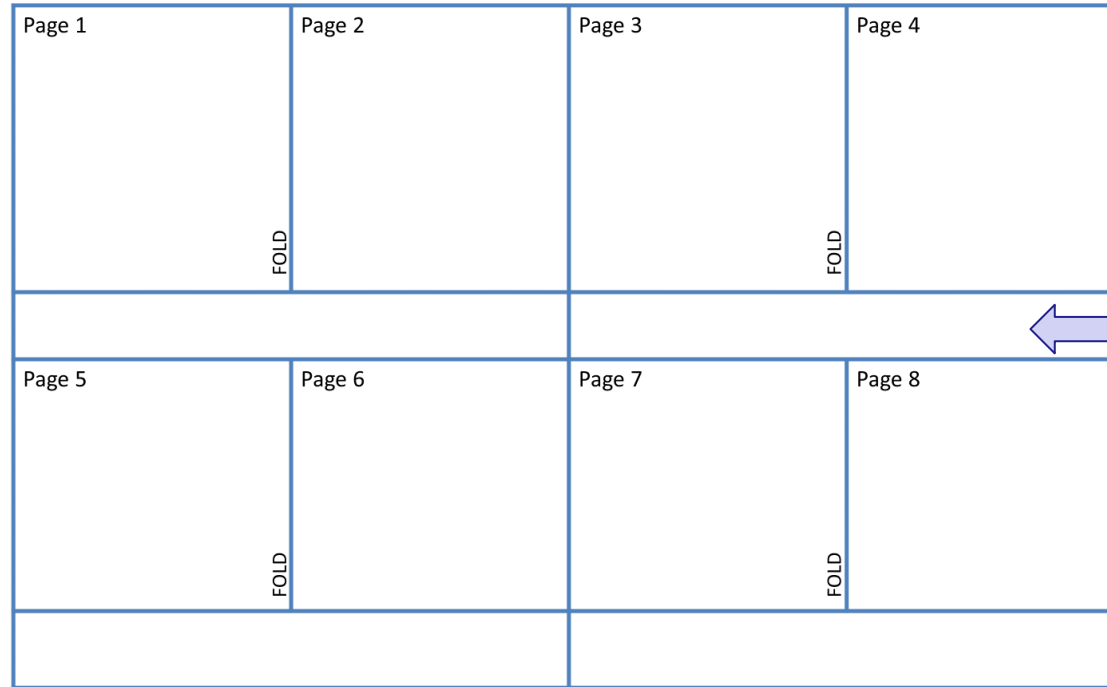 Page 1
Page 2
Page 3
Page 4
FOLD
FOLD
Page 5
Page 6
Page 7
Page 8
FOLD
FOLD